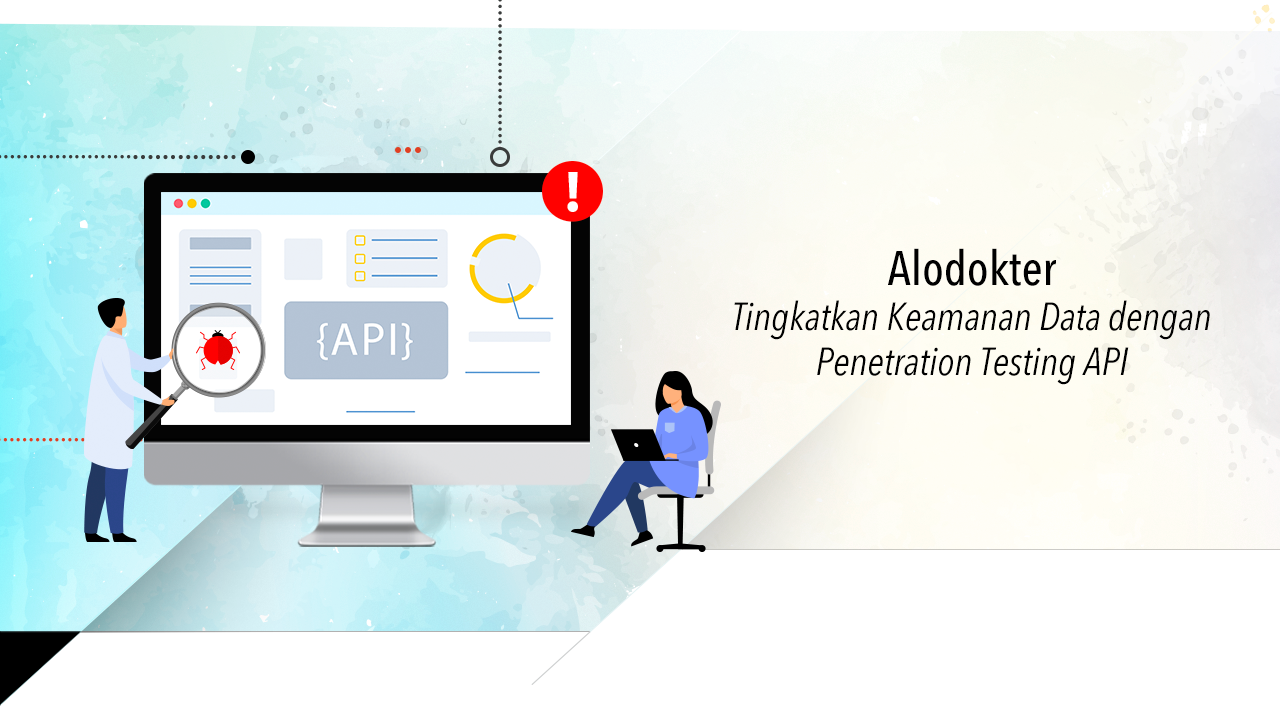 !
{API}
Alodokter
Tingkatkan Keamanan Data dengan
Penetration Testing API